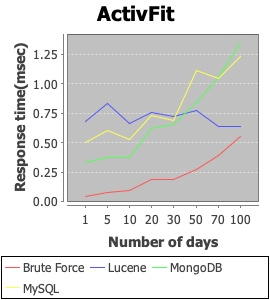 ActivFit
Response time(msec)
1.25
1.00
0.75
0.50
0.25
0.00
1 5 10 20 30 50 70 100
Number of days
Brute Force Lucene MongoDB
MySQL